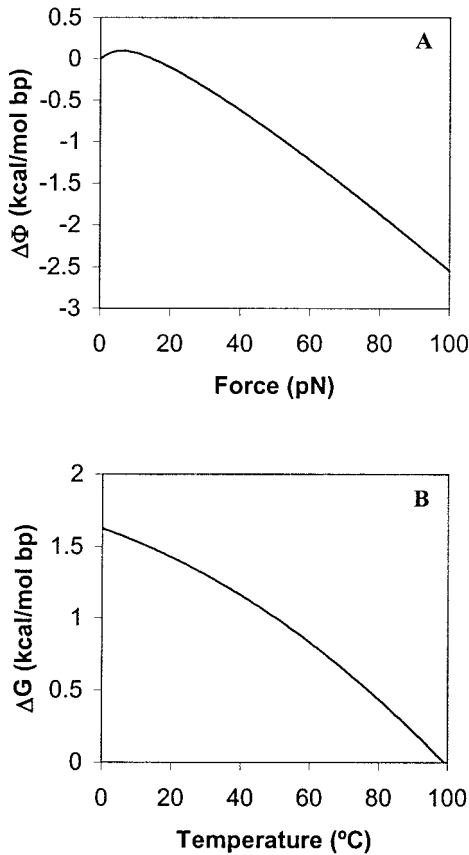 A
0.5
0
-0.5
-1
-1.5
-2
-2.5
-3
ΔΦ (kcal/mol bp)
0 20 40 60 80 100
Force (pN)
B
2
1.5
1
0.5
0
ΔG (kcal/mol bp)
0 20 40 60 80 100
Temperature (ºC)